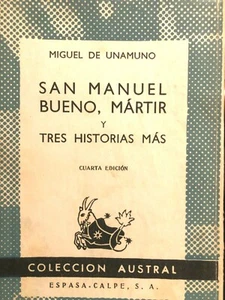 MIGUEL DE UNAMUNO
SAN MANUEL
BUENO, MÁRTIR
Y
TRES HISTORIAS MÁS
CUARTA EDICIÓN
COLECCION AUSTRAL
ESPASA-CALPE, S. A.